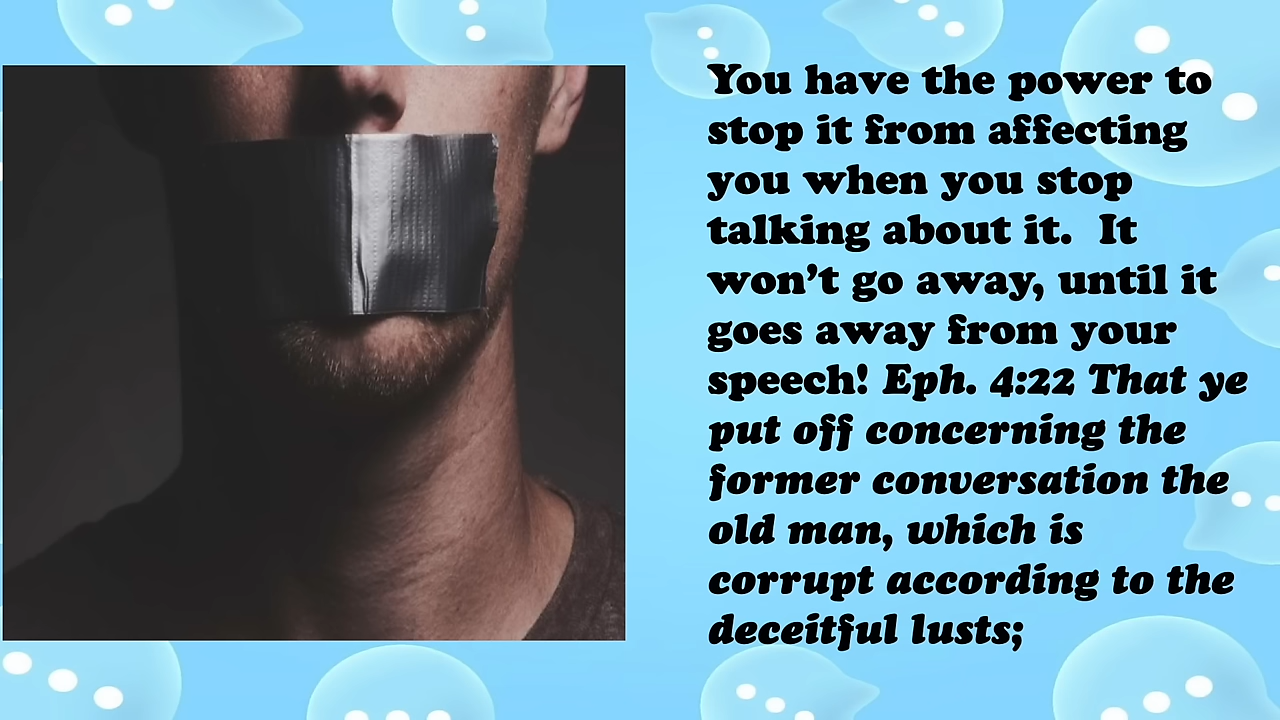 You have the power to
stop it from affecting
you when you stop
talking about it.  It
won’t go away, until it
goes away from your
speech! Eph. 4:22 That ye
put off concerning the
former conversation the
old man, which is
corrupt according to the
deceitful lusts;